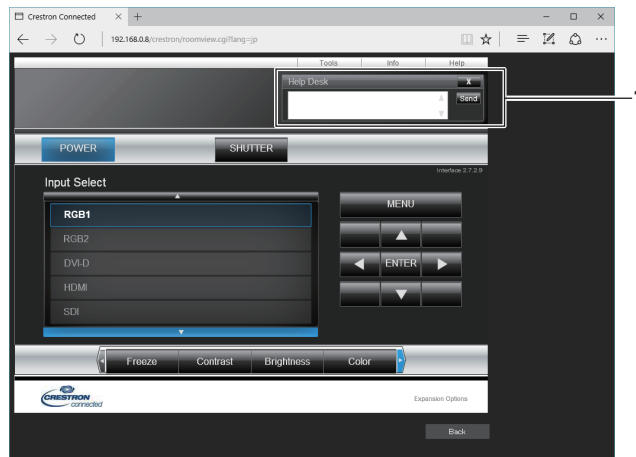 Crestron Connected
192.168.0.8/crestron/roomview.cgi?lang=jp
Tools Info Help
Help Desk X
Send
POWER SHUTTER
Interface 2.7.2.9
Input Select
RGB1
RGB2
DVI-D
HDMI
SDI
MENU
ENTER
Freeze Contrast Brightness Color
CRESTRON
connected
Expansion Options
Back